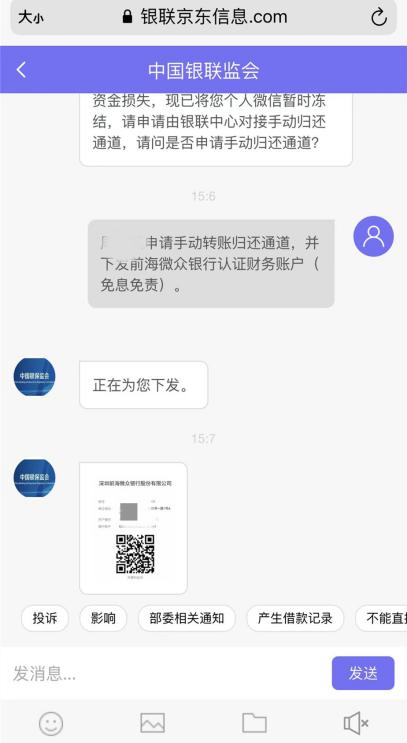 大小
银联京东信息.com
中国银联监会
资金损失，现已将您个人微信暂时冻
结，请申请由银联中心对接手动归还
通道，请问是否申请手动归还通道？
15:6
申请手动转账归还通道，并
下发前海微众银行认证财务账户（
免息免责）。
中国银保监会
正在为您下发。
15:7
中国银保监会
深圳前海微众银行股份有限公司
投诉
影响
部委相关通知
产生借款记录
不能直
发消息...
发送